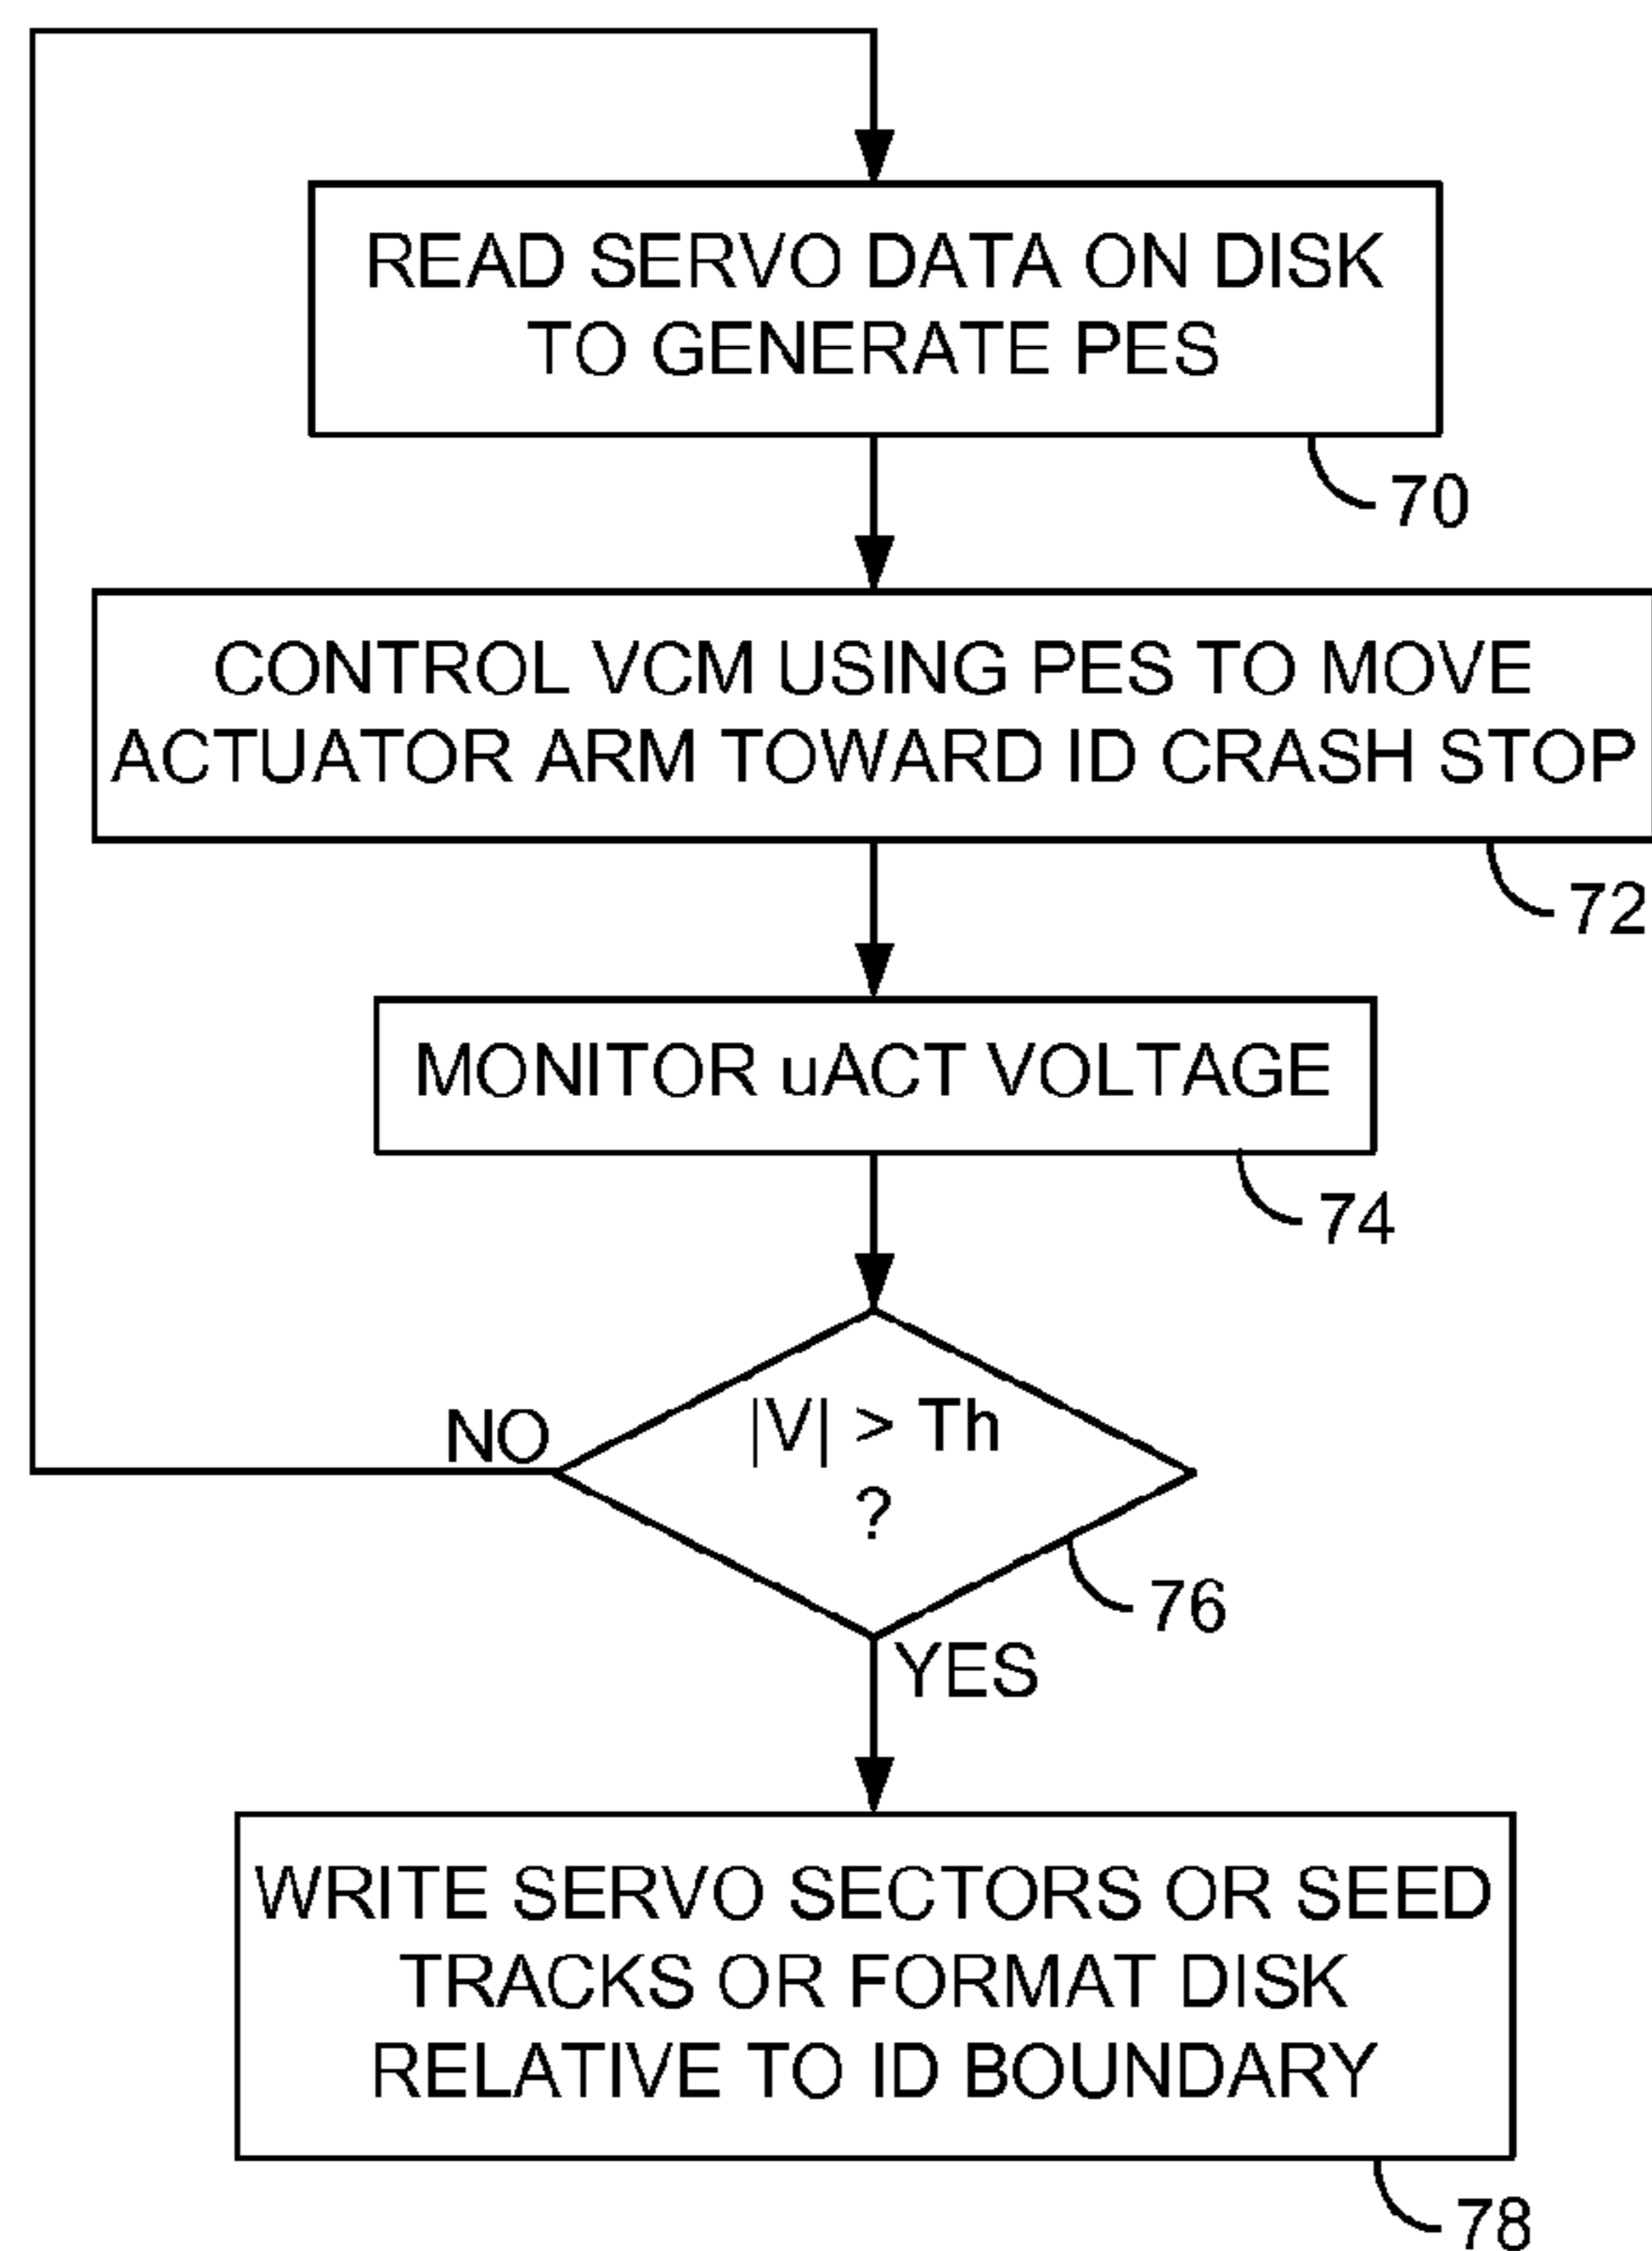 READ SERVO DATA ON DISK
TO GENERATE PES
70
CONTROL VCM USING PES TO MOVE
ACTUATOR ARM TOWARD ID CRASH STOP
72
MONITOR uACT VOLTAGE
74
NO
|V| > Th
?
76
YES
WRITE SERVO SECTORS OR SEED
TRACKS OR FORMAT DISK
RELATIVE TO ID BOUNDARY
78